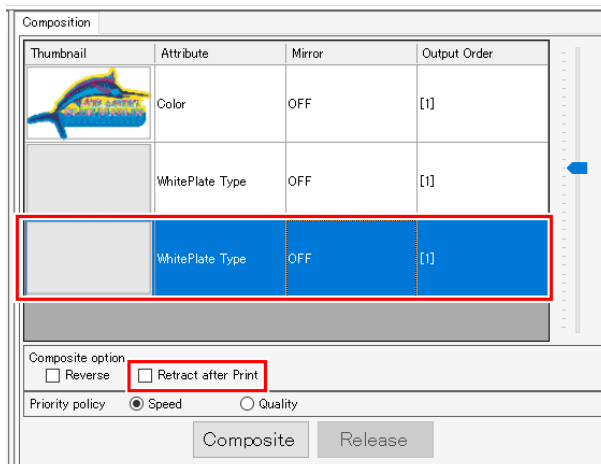 Composition
Thumbnail Attribute Mirror Output Order
Color OFF [1]
WhitePlate Type OFF [1]
WhitePlate Type OFF [1]
Composite option
Reverse Retract after Print
Priority policy Speed Quality
Composite Release